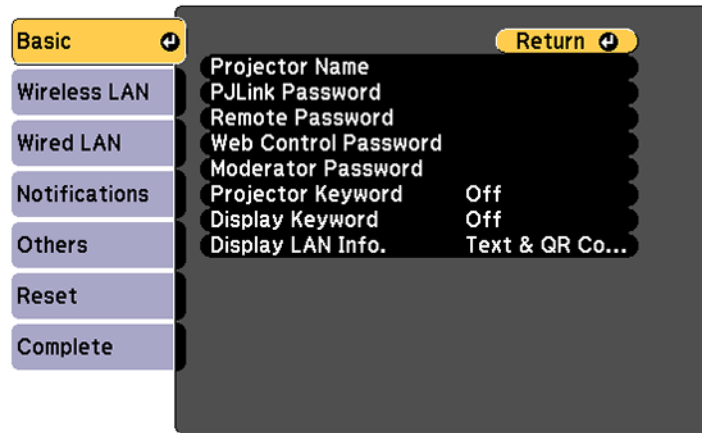 Basic
Wireless LAN
Wired LAN
Notifications
Others
Reset
Complete
Return
Projector Name
PJLink Password
Remote Password
Web Control Password
Moderator Password
Projector Keyword Off
Display Keyword Off
Display LAN Info. Text & QR Co...